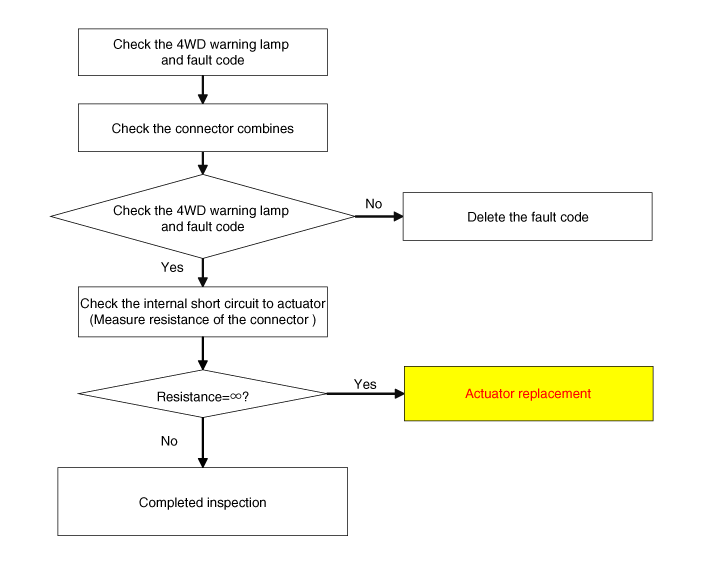 Check the 4WD warning lamp
and fault code
Check the connector combines
Check the 4WD warning lamp
and fault code
No
Delete the fault code
Yes
Check the internal short circuit to actuator
(Measure resistance of the connector )
Resistance=∞?
Yes
Actuator replacement
No
Completed inspection